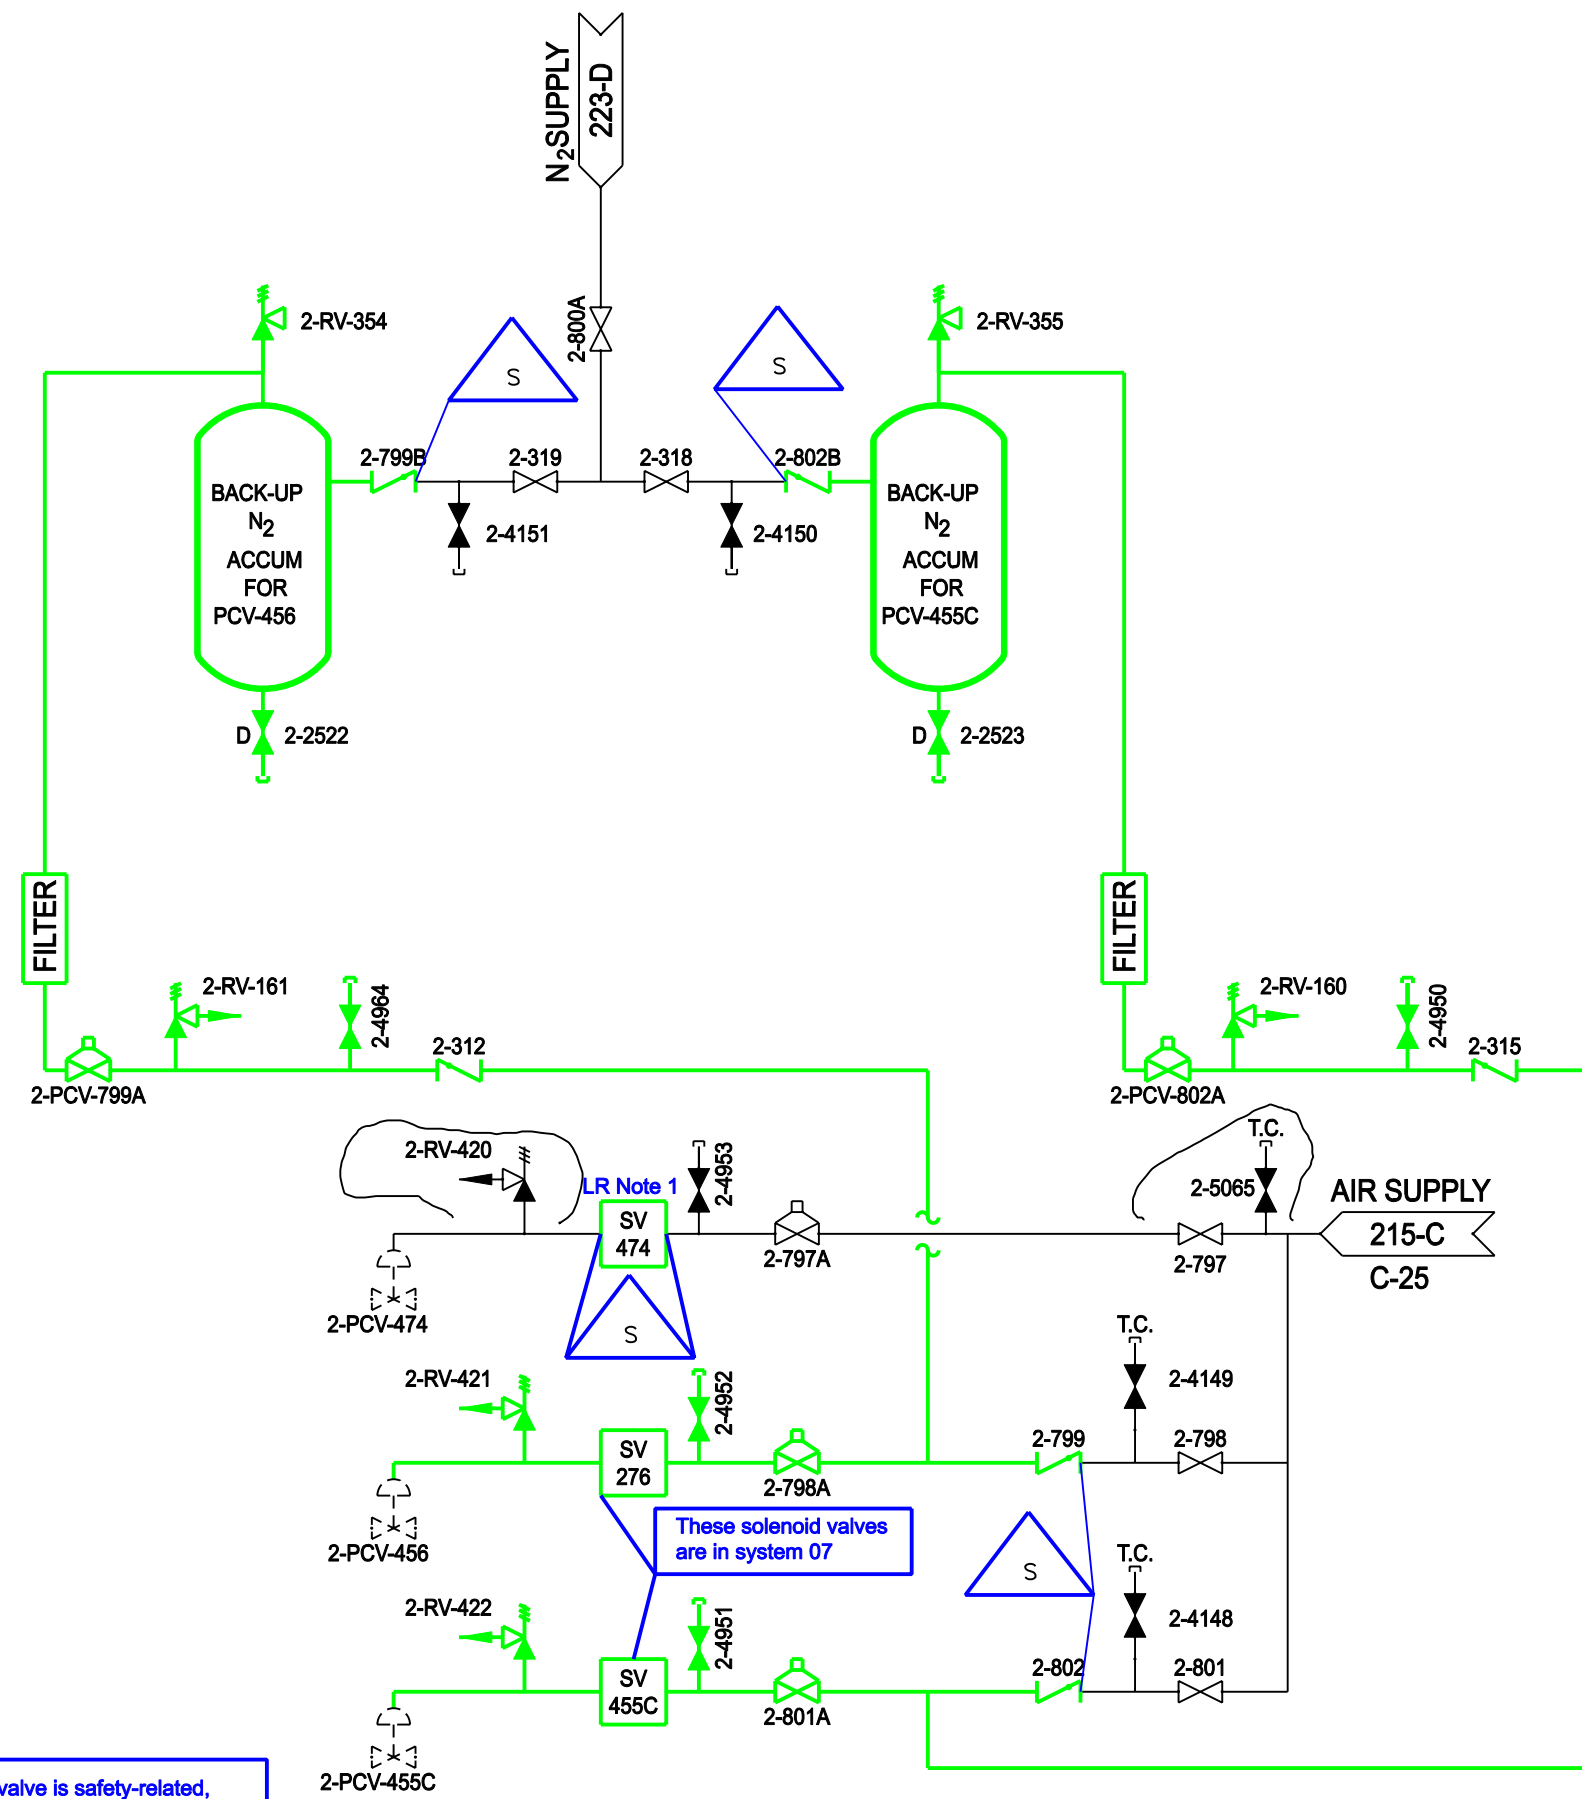 N2 SUPPLY
223-D
2-RV-354
2-800A
2-RV-355
S
S
2-799B
2-319
2-318
2-802B
BACK-UP
N2
ACCUM
FOR
PCV-456
2-4151
2-4150
BACK-UP
N2
ACCUM
FOR
PCV-455C
D
2-2522
D
2-2523
FILTER
FILTER
2-RV-161
2-4964
2-312
2-PCV-799A
2-RV-160
2-4950
2-315
2-PCV-802A
2-RV-420
LR Note 1
2-4953
T.C.
2-5065
AIR SUPPLY
215-C
C-25
SV
474
2-797A
2-797
2-PCV-474
S
T.C.
2-RV-421
2-4952
2-4149
SV
276
2-798A
2-799
2-798
2-PCV-456
These solenoid valves
are in system 07
S
T.C.
2-RV-422
2-4951
2-4148
SV
455C
2-801A
2-802
2-801
2-PCV-455C
valve is safety-related,